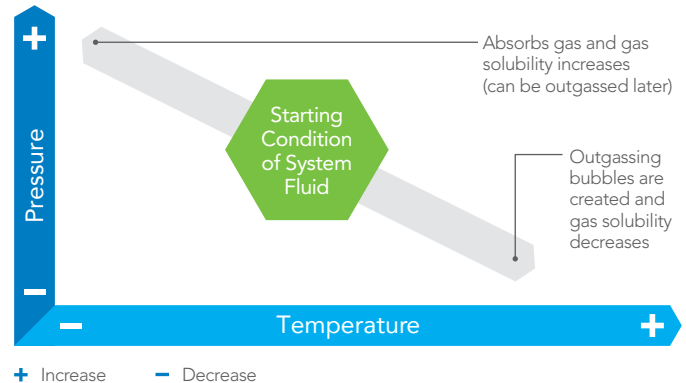 +
Absorbs gas and gas
solubility increases
(can be outgassed later)
Starting
Condition
of System
Fluid
Pressure
Outgassing
bubbles are
created and
gas solubility
decreases
−
− Temperature +
+ Increase − Decrease